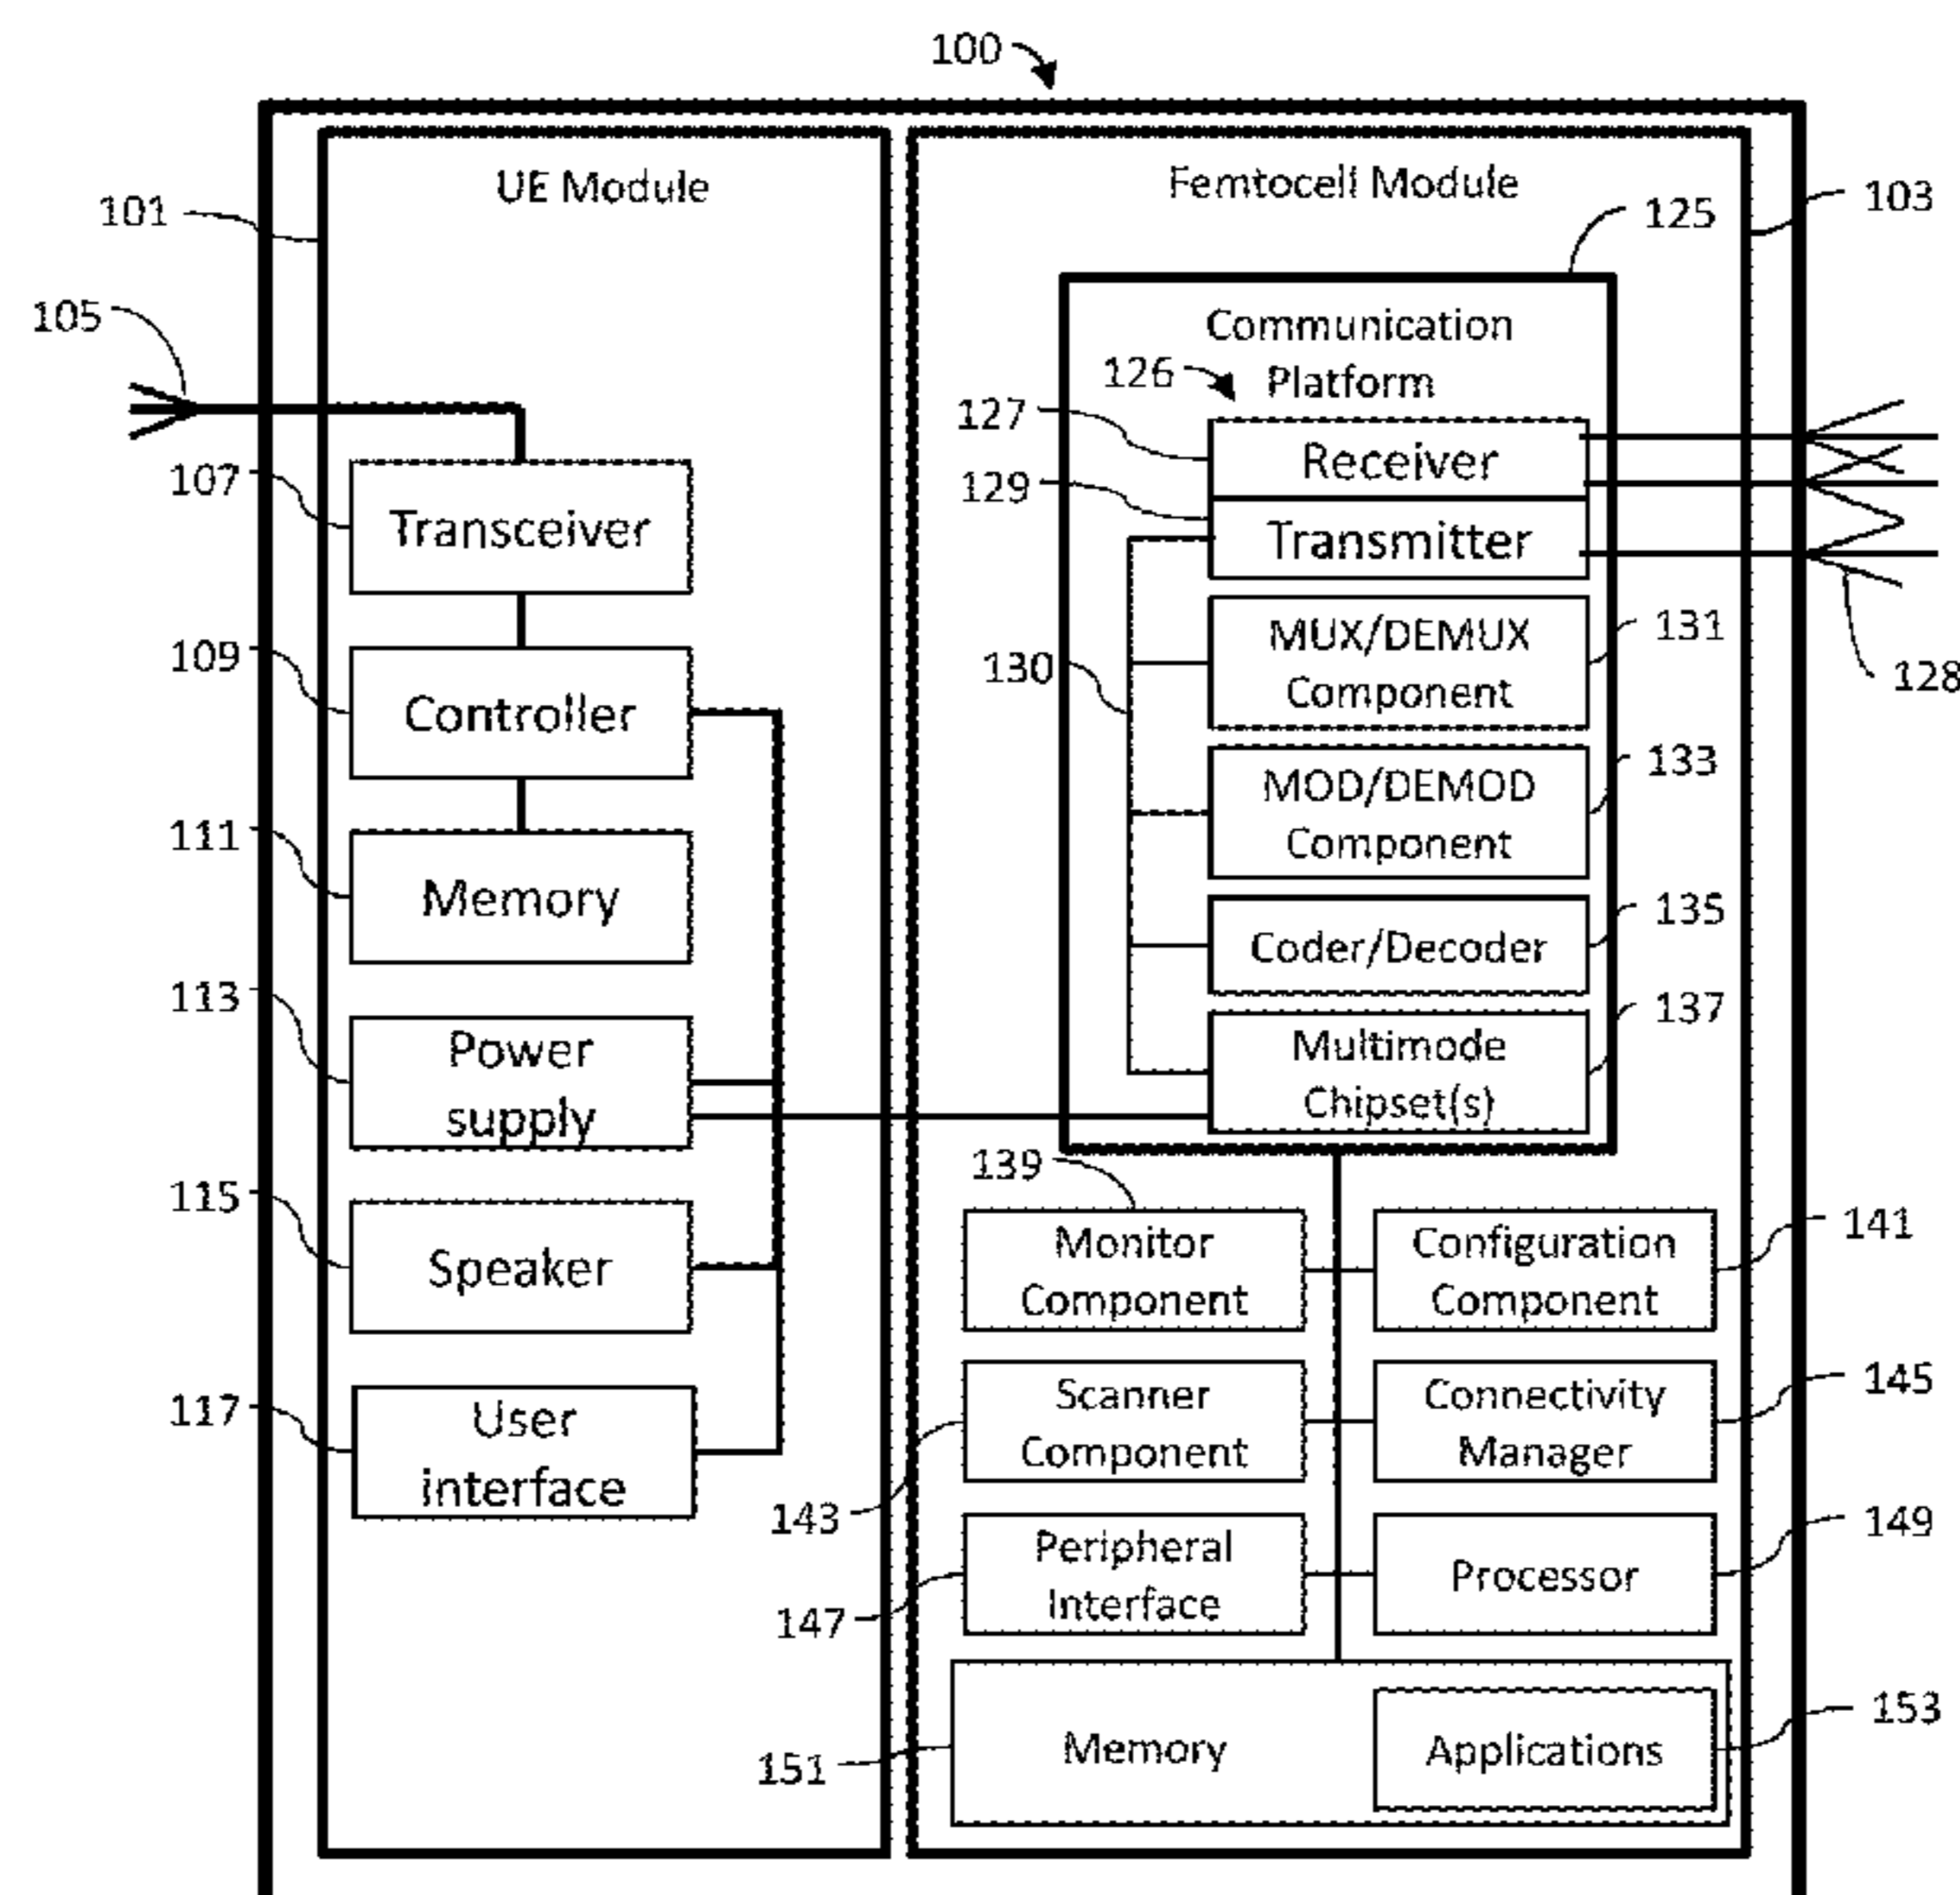 100
UE Module
101
105
107
Transceiver
109
Controller
111
Memory
113
Power
supply
115
Speaker
117
User
interface
Femtocell Module
103
125
Communication
Platform
126
127
Receiver
129
Transmitter
128
130
MUX/DEMUX
Component
131
MOD/DEMOD
Component
133
Coder/Decoder
135
Multimode
Chipset(s)
137
139
Monitor
Component
Configuration
Component
141
Scanner
Component
143
Connectivity
Manager
145
Peripheral
Interface
147
Processor
149
Memory
151
Applications
153